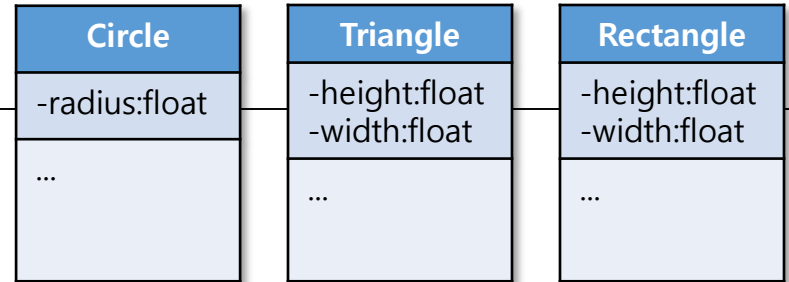 Circle
-radius:float
...
Triangle
-height:float
-width:float
...
Rectangle
-height:float
-width:float
...